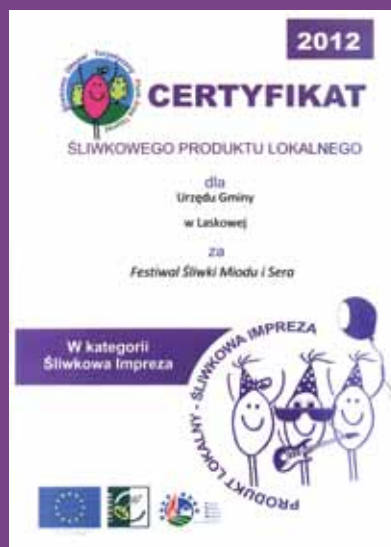 2012
CERTYFIKAT
ŚLIWKOWEGO PRODUKTU LOKALNEGO
dla
Urzędu Gminy
w Laskowej
za
Festiwal Śliwki Miodu i Sera
W kategorii
Śliwkowa Impreza
PRODUKT LOKALNY - ŚLIWKOWA IMPREZA